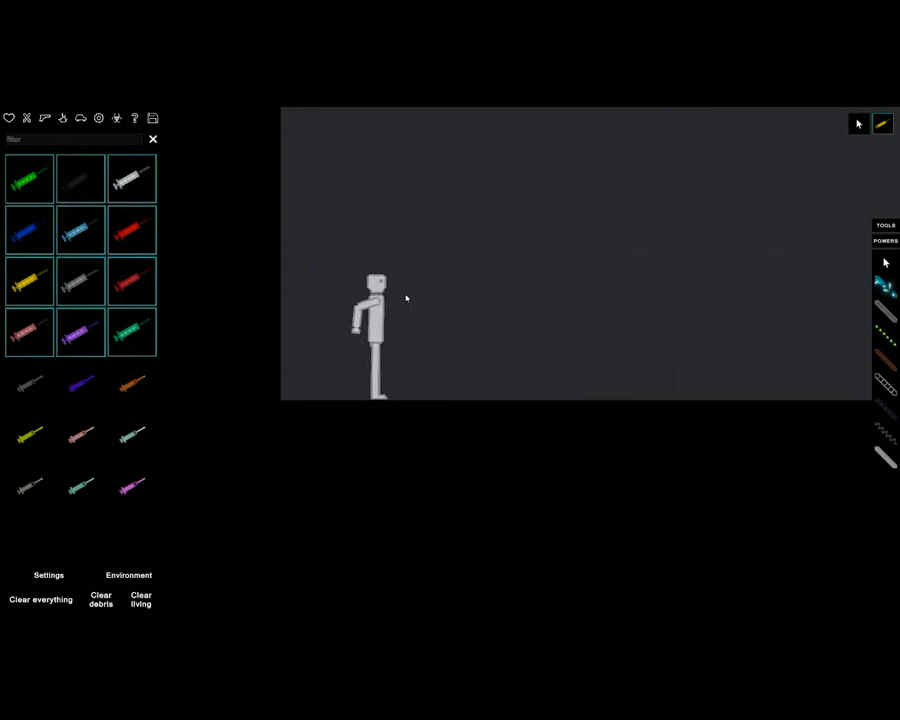 filter
TOOLS
POWERS
Settings
Environment
Clear everything
Clear
debris
Clear
living